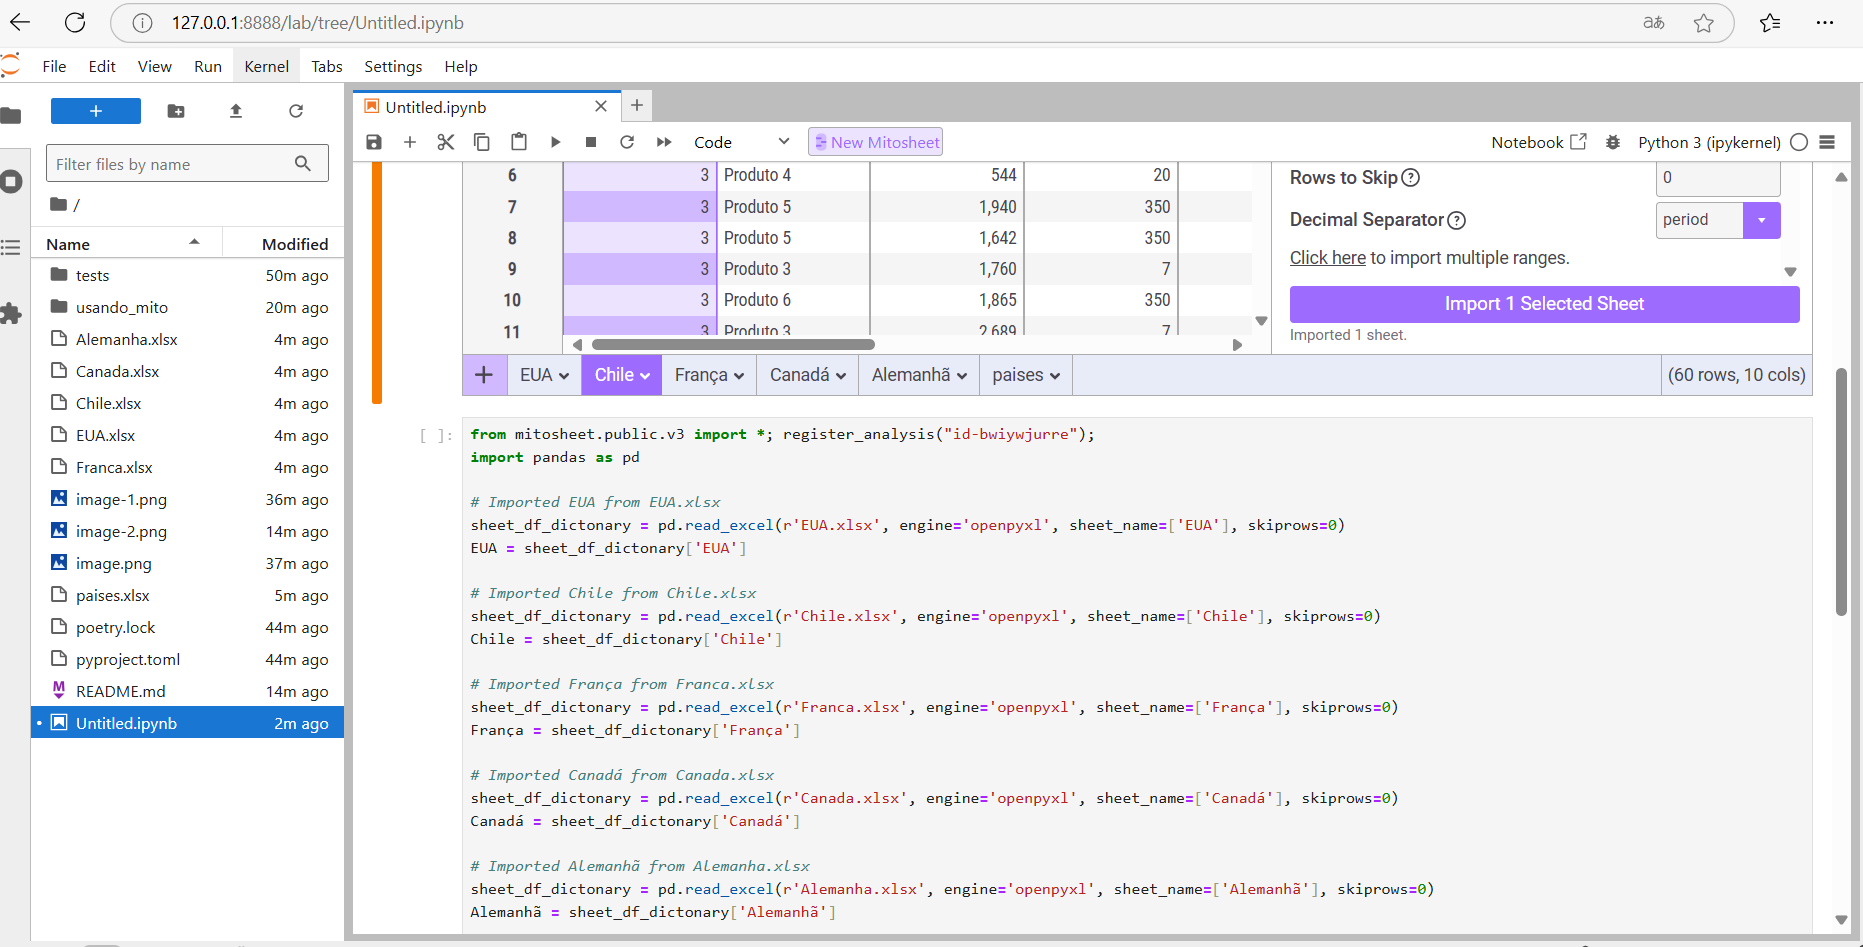 127.0.0.1:8888/lab/tree/Untitled.ipynb
aあ
File Edit View Run Kernel Tabs Settings Help
Untitled.ipynb
Code
New Mitosheet
Notebook
Python 3 (ipykernel)
Filter files by name
/
Name Modified
tests 50m ago
usando_mito 20m ago
Alemanha.xlsx 4m ago
Canada.xlsx 4m ago
Chile.xlsx 4m ago
EUA.xlsx 4m ago
Franca.xlsx 4m ago
image-1.png 36m ago
image-2.png 14m ago
image.png 37m ago
paises.xlsx 5m ago
poetry.lock 44m ago
pyproject.toml 44m ago
README.md 14m ago
Untitled.ipynb 2m ago
6 3 Produto 4 544 20
7 3 Produto 5 1,940 350
8 3 Produto 5 1,642 350
9 3 Produto 3 1,760 7
10 3 Produto 6 1,865 350
11 3 Produto 3 2,689 7
Rows to Skip 0
Decimal Separator period
Click here to import multiple ranges.
Import 1 Selected Sheet
Imported 1 sheet.
+ EUA Chile França Canadá Alemanhã paises (60 rows, 10 cols)
[ ]:
from mitosheet.public.v3 import *; register_analysis("id-bwiywjurre");
import pandas as pd
# Imported EUA from EUA.xlsx
sheet_df_dictonary = pd.read_excel(r'EUA.xlsx', engine='openpyxl', sheet_name=['EUA'], skiprows=0)
EUA = sheet_df_dictonary['EUA']
# Imported Chile from Chile.xlsx
sheet_df_dictonary = pd.read_excel(r'Chile.xlsx', engine='openpyxl', sheet_name=['Chile'], skiprows=0)
Chile = sheet_df_dictonary['Chile']
# Imported França from Franca.xlsx
sheet_df_dictonary = pd.read_excel(r'Franca.xlsx', engine='openpyxl', sheet_name=['França'], skiprows=0)
França = sheet_df_dictonary['França']
# Imported Canadá from Canada.xlsx
sheet_df_dictonary = pd.read_excel(r'Canada.xlsx', engine='openpyxl', sheet_name=['Canadá'], skiprows=0)
Canadá = sheet_df_dictonary['Canadá']
# Imported Alemanhã from Alemanha.xlsx
sheet_df_dictonary = pd.read_excel(r'Alemanha.xlsx', engine='openpyxl', sheet_name=['Alemanhã'], skiprows=0)
Alemanhã = sheet_df_dictonary['Alemanhã']